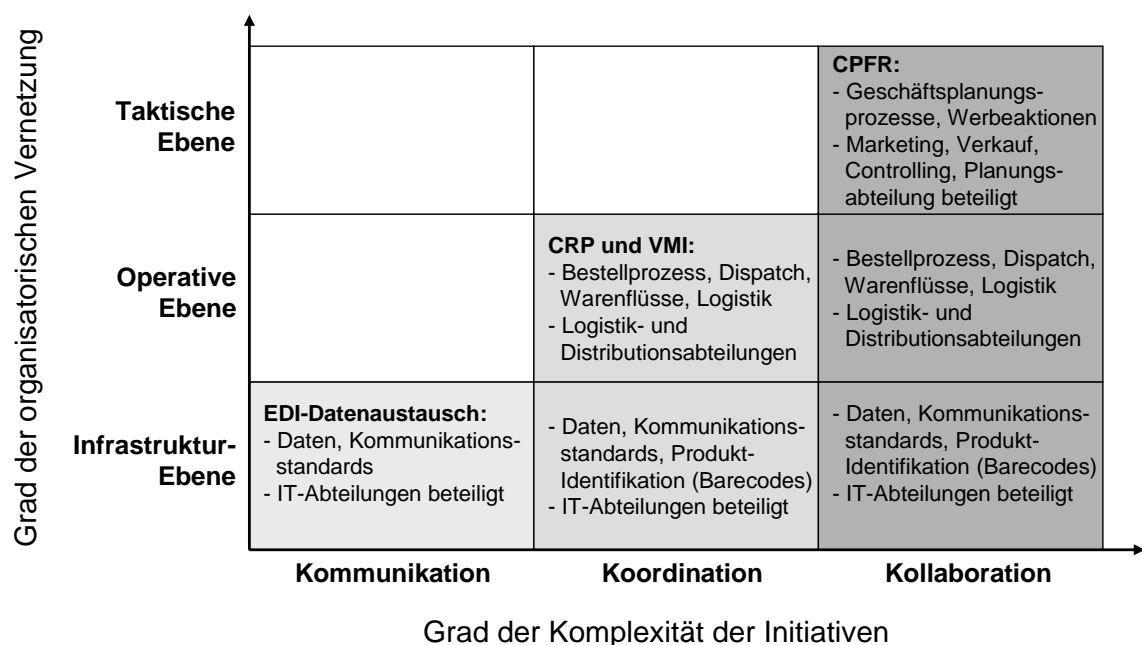 Grad der organisatorischen Vernetzung
Taktische
Ebene
CPFR:
- Geschäftsplanungs-
prozesse, Werbeaktionen
- Marketing, Verkauf,
Controlling, Planungs-
abteilung beteiligt
Operative
Ebene
CRP und VMI:
- Bestellprozess, Dispatch,
Warenflüsse, Logistik
- Logistik- und
Distributionsabteilungen
- Bestellprozess, Dispatch,
Warenflüsse, Logistik
- Logistik- und
Distributionsabteilungen
Infrastruktur-
Ebene
EDI-Datenaustausch:
- Daten, Kommunikations-
standards
- IT-Abteilungen beteiligt
- Daten, Kommunikations-
standards, Produkt-
Identifikation (Barecodes)
- IT-Abteilungen beteiligt
- Daten, Kommunikations-
standards, Produkt-
Identifikation (Barecodes)
- IT-Abteilungen beteiligt
Kommunikation
Koordination
Kollaboration
Grad der Komplexität der Initiativen